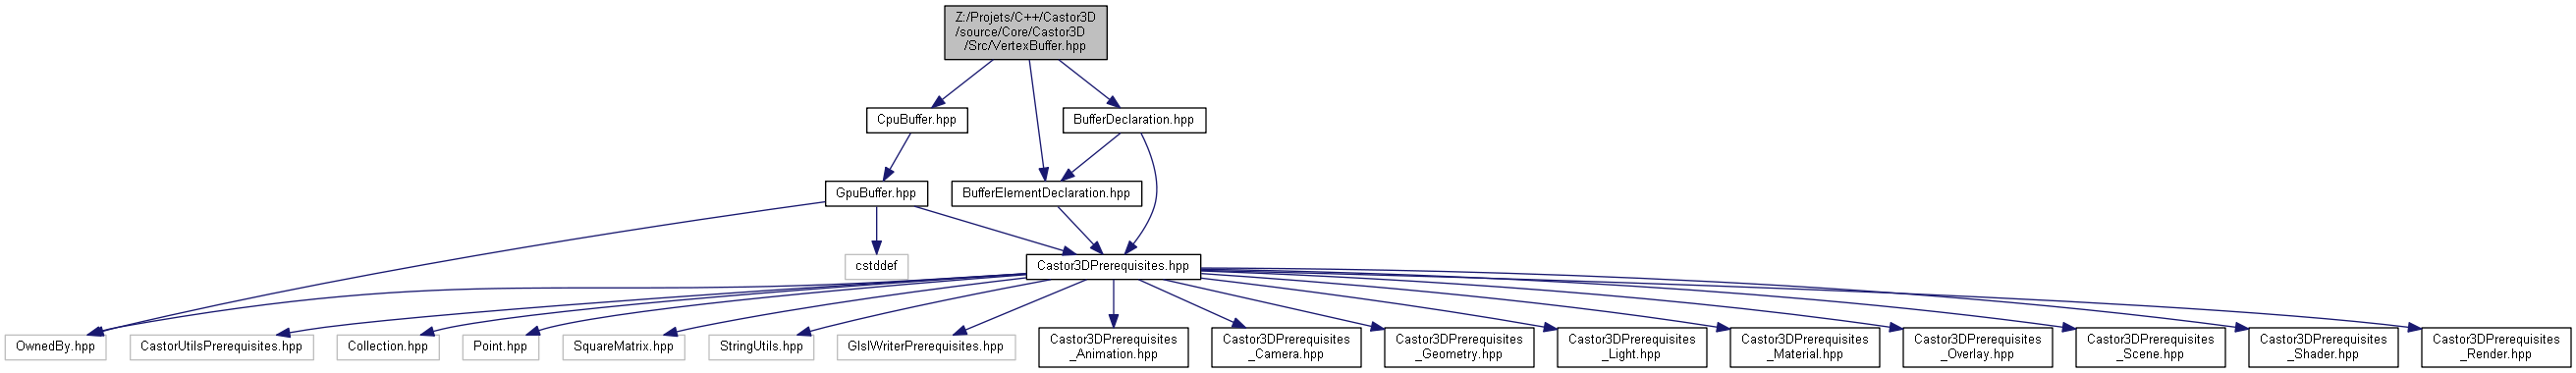 Z:/Projets/C++/Castor3D
/source/Core/Castor3D
/Src/VertexBuffer.hpp
CpuBuffer.hpp
BufferDeclaration.hpp
GpuBuffer.hpp
BufferElementDeclaration.hpp
cstddef
Castor3DPrerequisites.hpp
OwnedBy.hpp
CastorUtilsPrerequisites.hpp
Collection.hpp
Point.hpp
SquareMatrix.hpp
StringUtils.hpp
GlslWriterPrerequisites.hpp
Castor3DPrerequisites
_Animation.hpp
Castor3DPrerequisites
_Camera.hpp
Castor3DPrerequisites
_Geometry.hpp
Castor3DPrerequisites
_Light.hpp
Castor3DPrerequisites
_Material.hpp
Castor3DPrerequisites
_Overlay.hpp
Castor3DPrerequisites
_Scene.hpp
Castor3DPrerequisites
_Shader.hpp
Castor3DPrerequisites
_Render.hpp